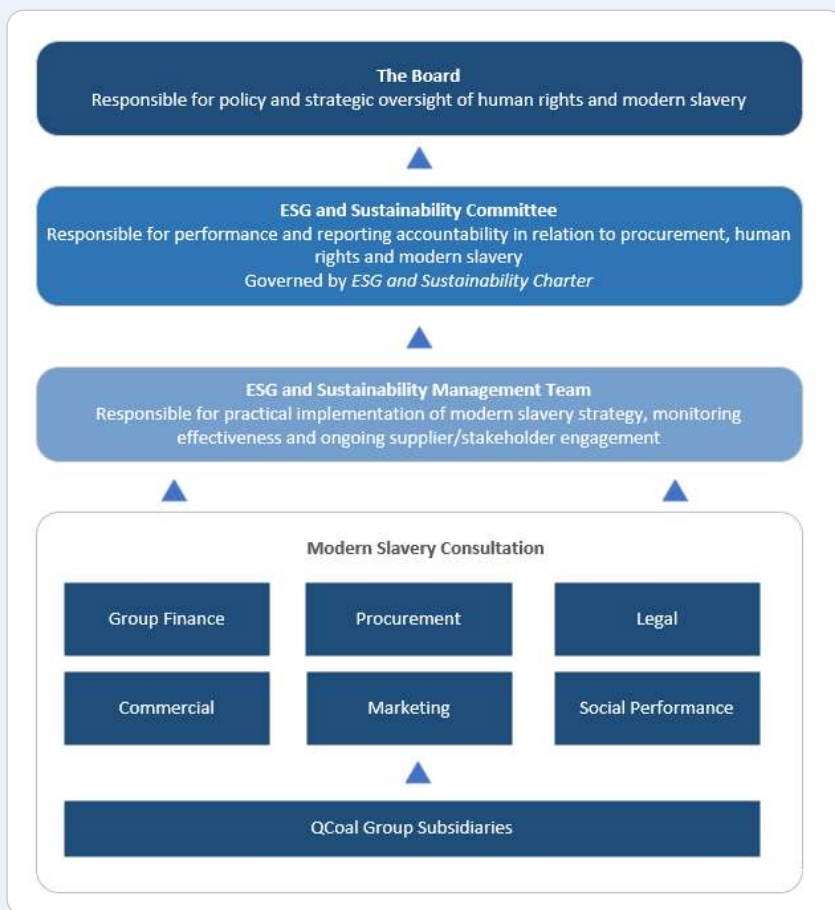 The Board
Responsible for policy and strategic oversight of human rights and modern slavery
ESG and Sustainability Committee
Responsible for performance and reporting accountability in relation to procurement, human
rights and modern slavery
Governed by ESG and Sustainability Charter
ESG and Sustainability Management Team
Responsible for practical implementation of modern slavery strategy, monitoring
effectiveness and ongoing supplier/stakeholder engagement
Modern Slavery Consultation
Group Finance
Procurement
Legal
Commercial
Marketing
Social Performance
QCoal Group Subsidiaries